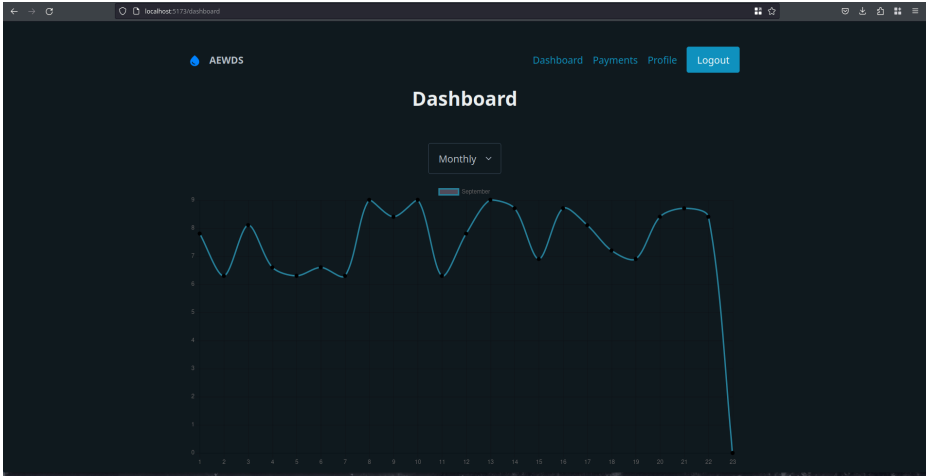 localhost:5173/dashboard
AEWDS
Dashboard Payments Profile Logout
Dashboard
Monthly
September
9
8
7
6
5
4
3
2
1
0
1 2 3 4 5 6 7 8 9 10 11 12 13 14 15 16 17 18 19 20 21 22 23